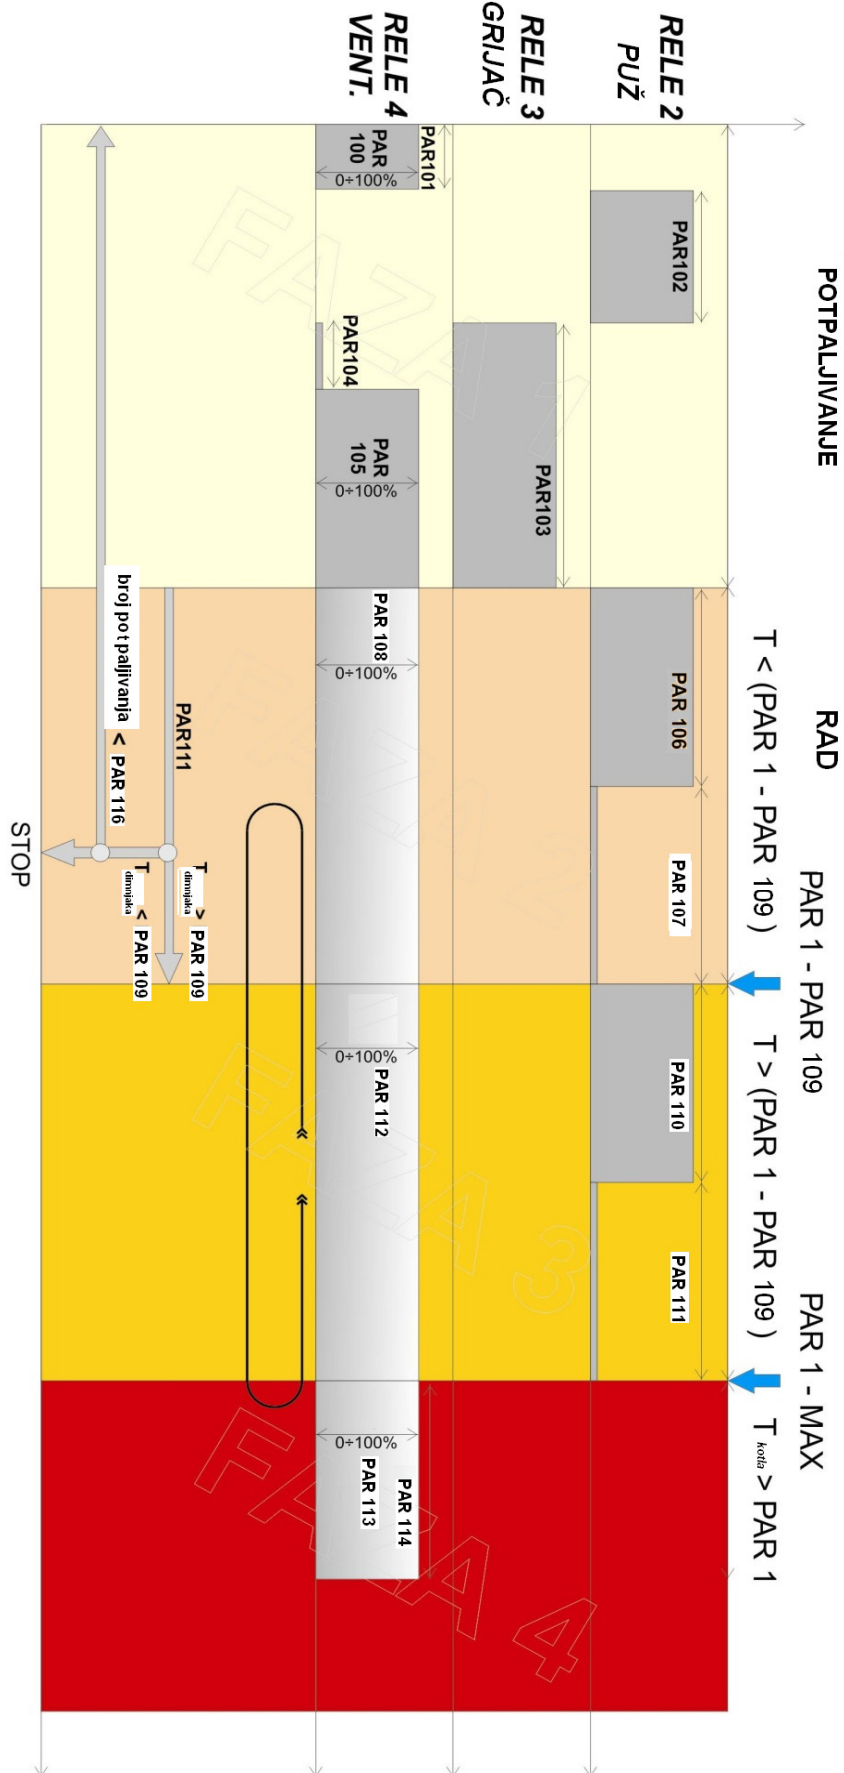 POTPALJIVANJE
RAD
PAR 1 - PAR 109
PAR 1 - MAX
T < (PAR 1 - PAR 109 )
T > (PAR 1 - PAR 109 )
T kotla > PAR 1
RELE 2
PUŽ
PAR102
PAR 106
PAR 107
PAR 110
PAR 111
RELE 3
GRIJAČ
PAR103
RELE 4
VENT.
PAR101
PAR
100
0÷100%
PAR104
PAR
105
0÷100%
PAR 108
0÷100%
PAR 112
0÷100%
PAR 114
PAR 113
0÷100%
PAR111
T dimnjaka > PAR 109
T dimnjaka < PAR 109
broj potpaljivanja < PAR 116
STOP
FAZA 1
FAZA 2
FAZA 3
FAZA 4